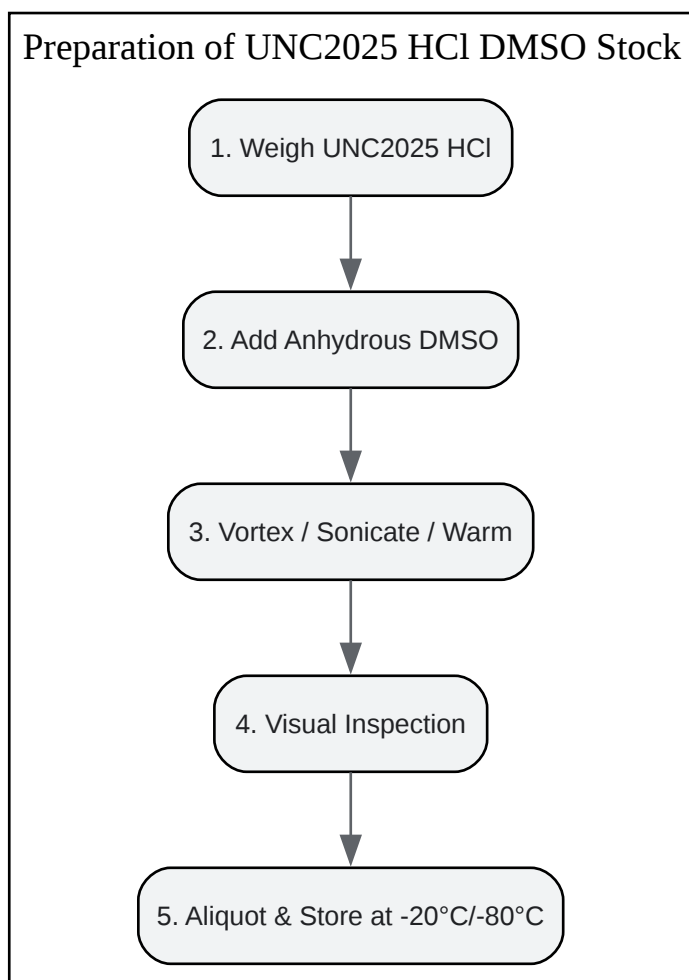 Preparation of UNC2025 HCl DMSO Stock
1. Weigh UNC2025 HCl
2. Add Anhydrous DMSO
3. Vortex / Sonicate / Warm
4. Visual Inspection
5. Aliquot & Store at -20°C/-80°C